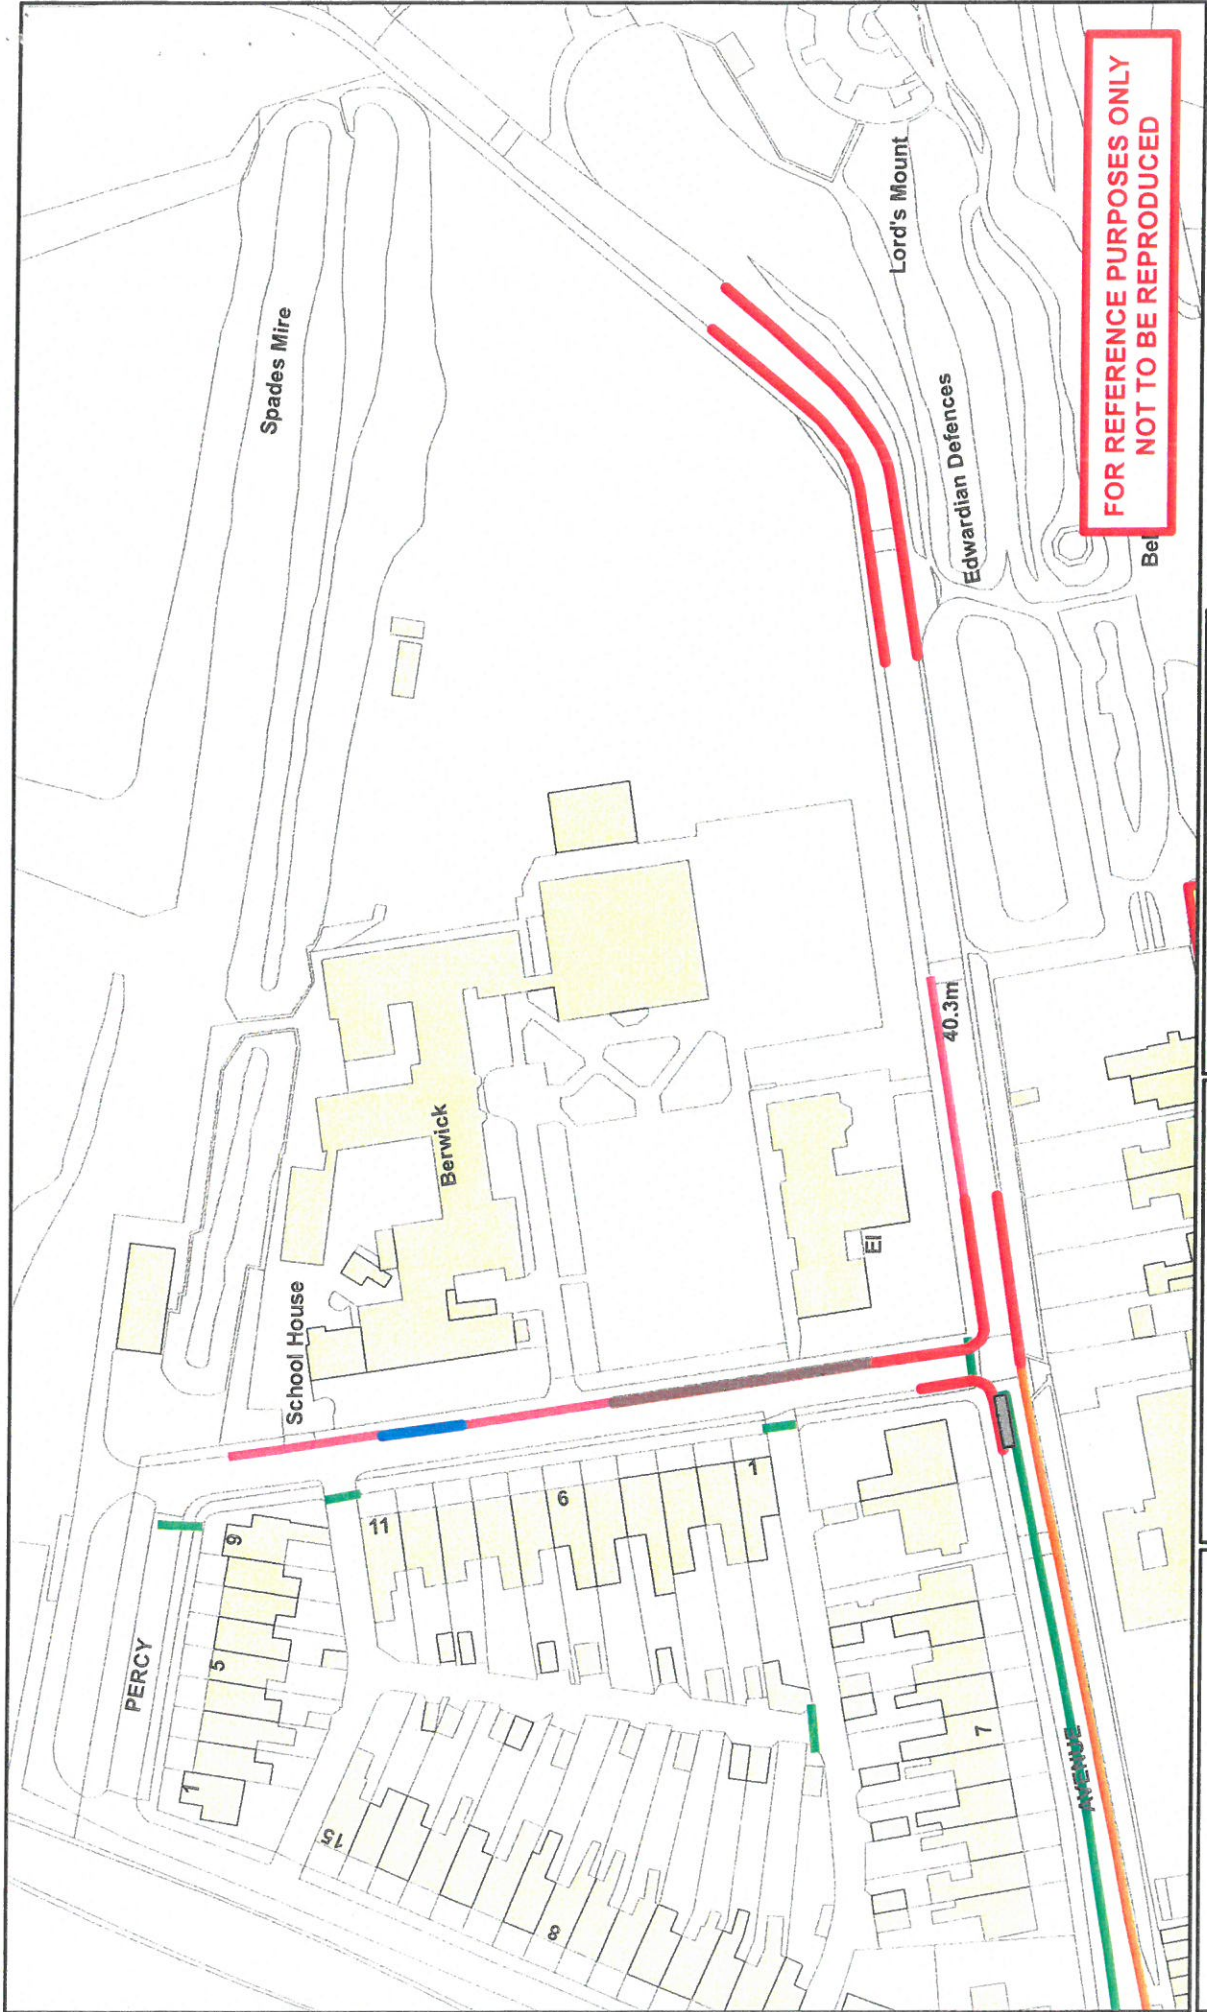 FOR REFERENCE PURPOSES ONLY
NOT TO BE REPRODUCED
Spades Mire
Lord's Mount
Edwardian Defences
Bel
40.3m
Berwick
El
School House
PERCY
9
5
1
11
6
1
15
8
7
AVENUE